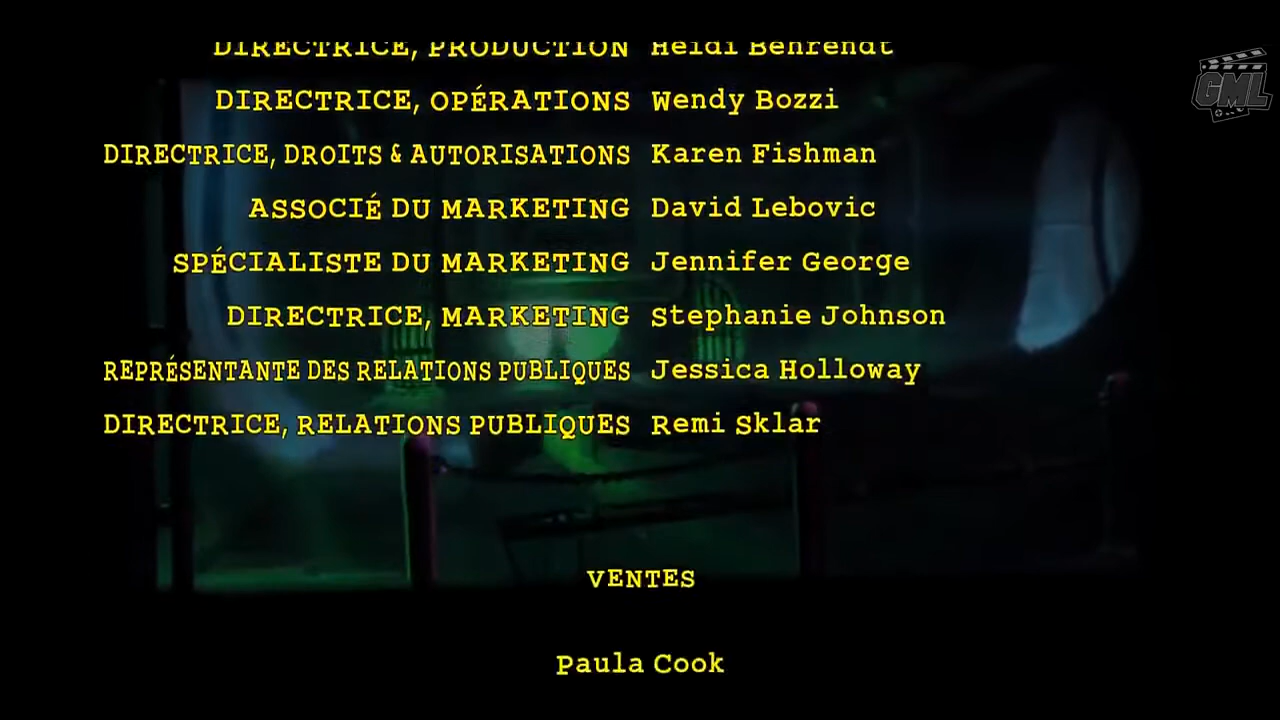 DIRECTRICE, PRODUCTION Heidi Behrendt
DIRECTRICE, OPÉRATIONS Wendy Bozzi
DIRECTRICE, DROITS & AUTORISATIONS Karen Fishman
ASSOCIÉ DU MARKETING David Lebovic
SPÉCIALISTE DU MARKETING Jennifer George
DIRECTRICE, MARKETING Stephanie Johnson
REPRÉSENTANTE DES RELATIONS PUBLIQUES Jessica Holloway
DIRECTRICE, RELATIONS PUBLIQUES Remi Sklar
VENTES
Paula Cook
GML